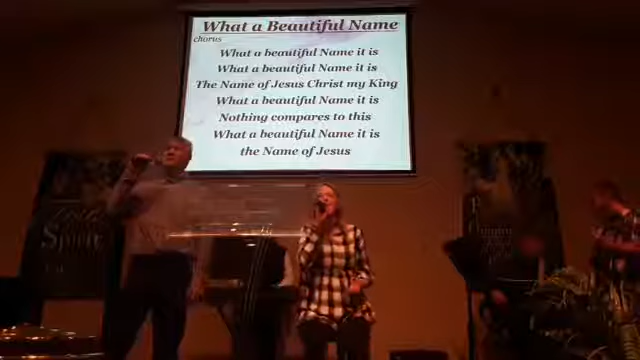 What a Beautiful Name
chorus
What a beautiful Name it is
What a beautiful Name it is
The Name of Jesus Christ my King
What a beautiful Name it is
Nothing compares to this
What a beautiful Name it is
the Name of Jesus
Spirit